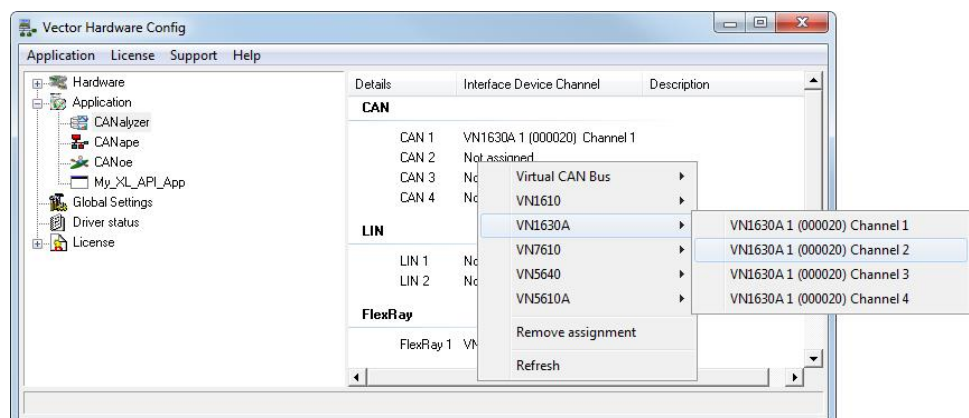 Vector Hardware Config
Application License Support Help
Hardware
Application
CANalyzer
CANape
CANoe
My_XL_API_App
Global Settings
Driver status
License
Details Interface Device Channel Description
CAN
CAN 1 VN1630A 1 (000020) Channel 1
CAN 2 Not assigned
CAN 3
CAN 4
LIN
LIN 1
LIN 2
FlexRay
FlexRay 1
Virtual CAN Bus
VN1610
VN1630A
VN7610
VN5640
VN5610A
Remove assignment
Refresh
VN1630A 1 (000020) Channel 1
VN1630A 1 (000020) Channel 2
VN1630A 1 (000020) Channel 3
VN1630A 1 (000020) Channel 4